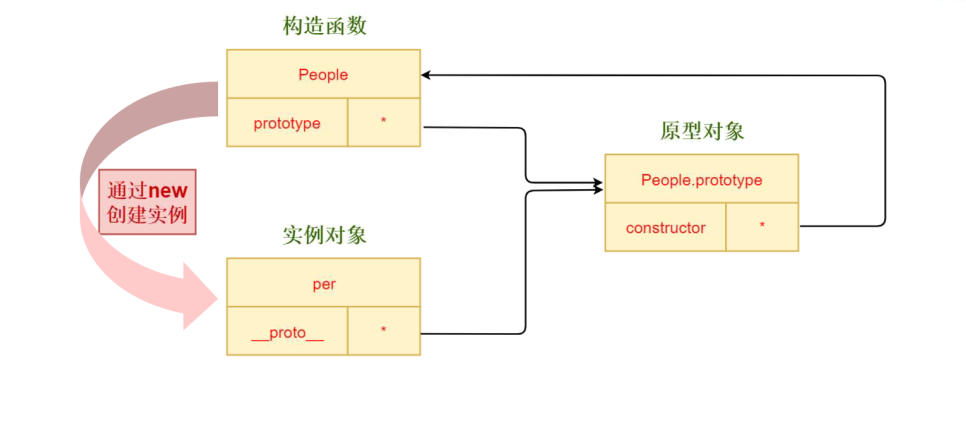 构造函数
People
prototype *
原型对象
People.prototype
constructor *
通过new
创建实例
实例对象
per
__proto__ *